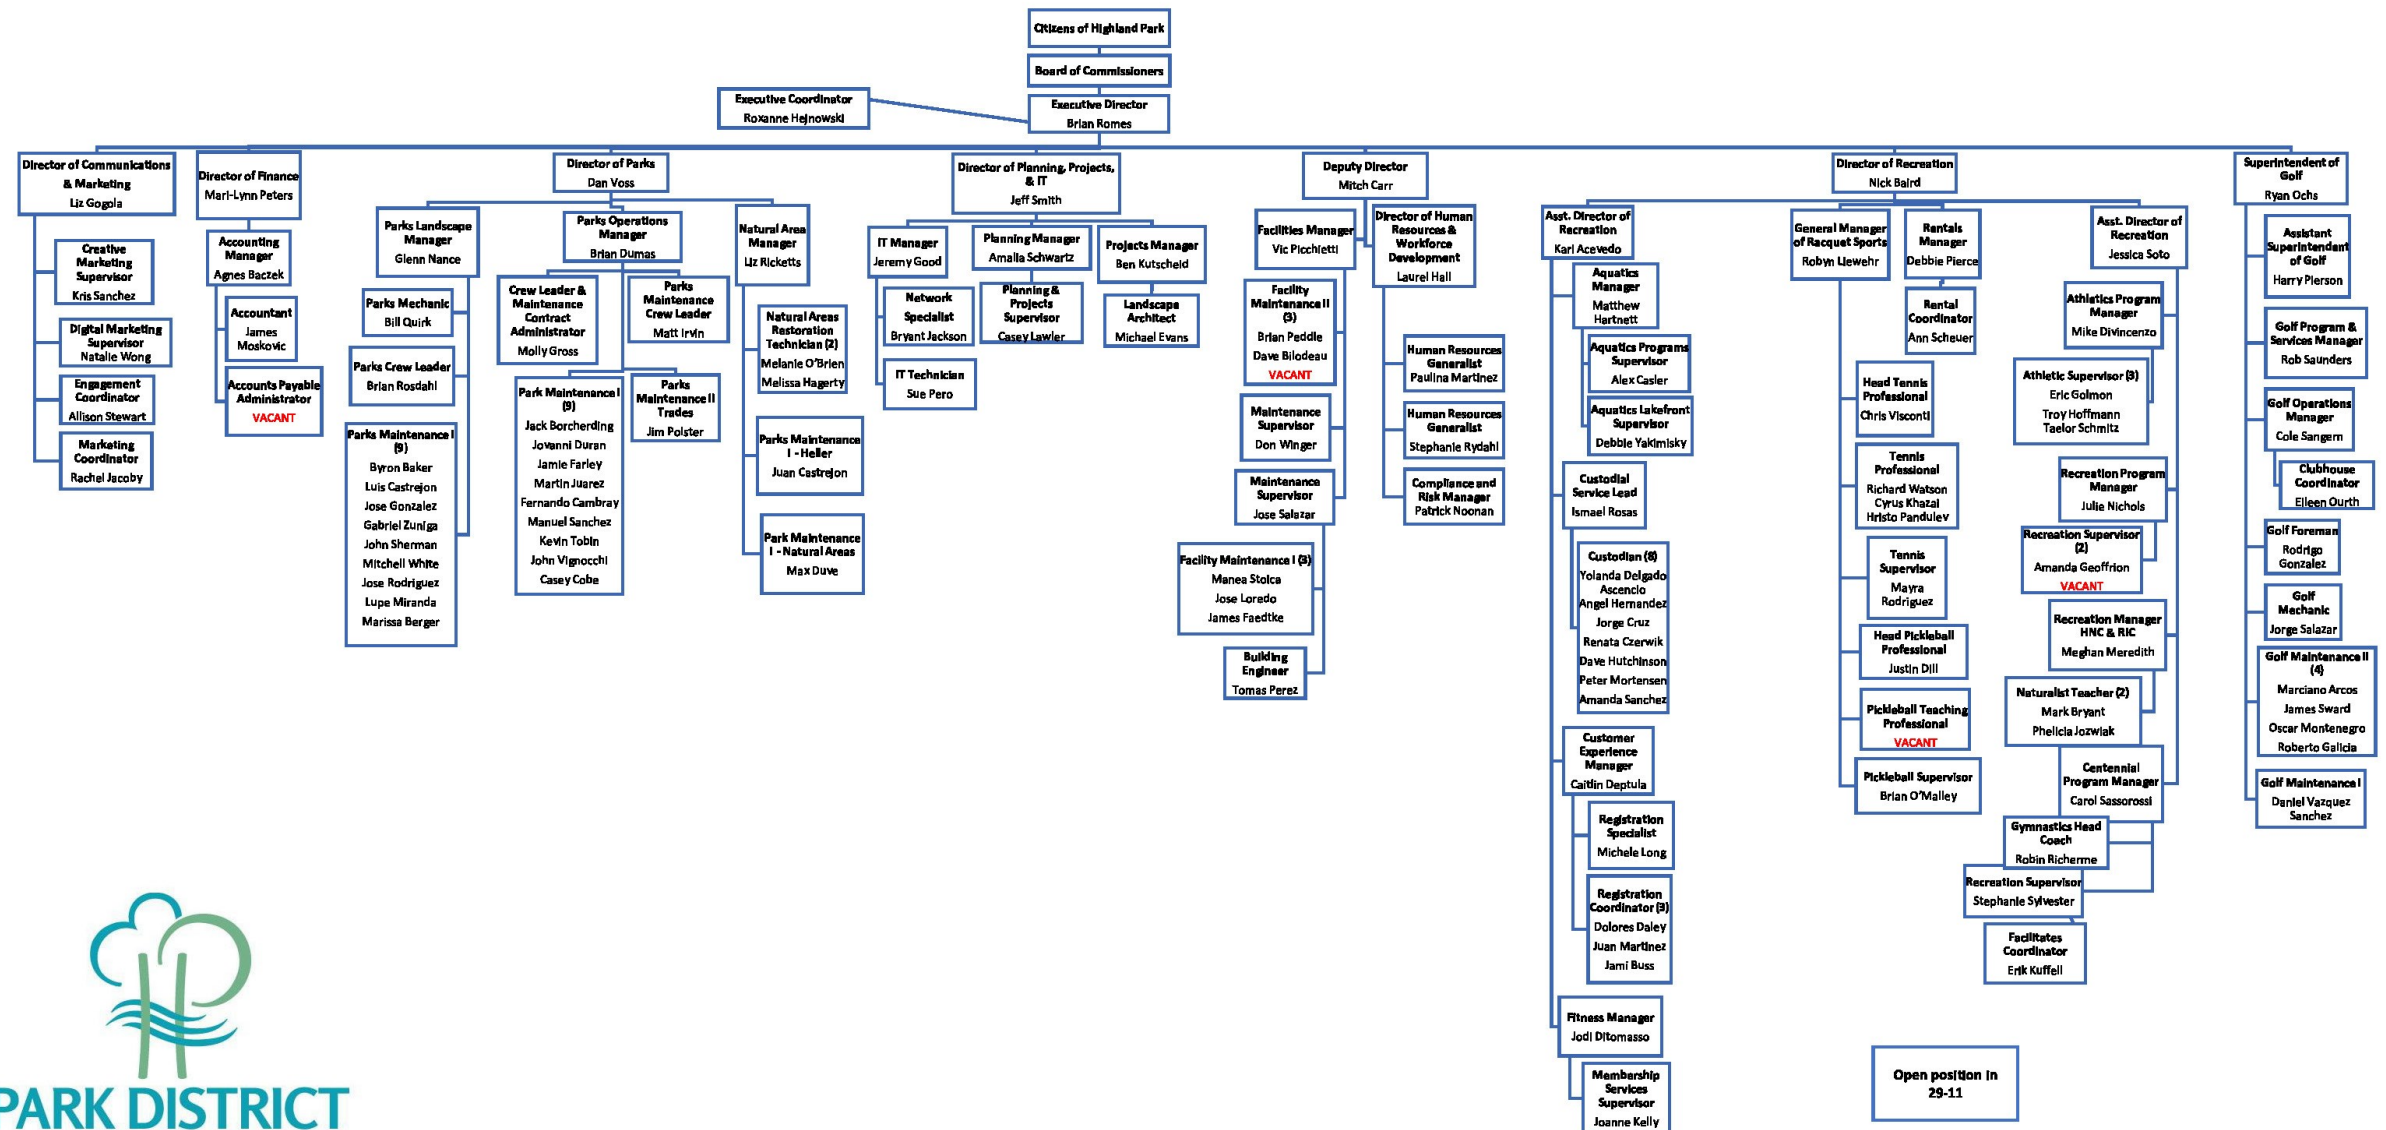 Citizens of Highland Park
Board of Commissioners
Executive Coordinator
Roxanne Hejnowski
Executive Director
Brian Romes
Director of Communications
& Marketing
Liz Gogola
Creative
Marketing
Supervisor
Kris Sanchez
Digital Marketing
Supervisor
Natalie Wong
Engagement
Coordinator
Allison Stewart
Marketing
Coordinator
Rachel Jacoby
Director of Finance
Mari-Lynn Peters
Accounting
Manager
Agnes Baczek
Accountant
James
Moskovic
Accounts Payable
Administrator
VACANT
Director of Parks
Dan Voss
Parks Landscape
Manager
Glenn Nance
Parks Mechanic
Bill Quirk
Parks Crew Leader
Brian Rosdahl
Parks Maintenance I
(9)
Byron Baker
Luis Castrejon
Jose Gonzalez
Gabriel Zuniga
John Sherman
Mitchell White
Jose Rodriguez
Lupe Miranda
Marissa Berger
Parks Operations
Manager
Brian Dumas
Crew Leader &
Maintenance
Contract
Administrator
Molly Gross
Parks
Maintenance
Crew Leader
Matt Irvin
Park Maintenance I
(9)
Jack Borcherding
Jovanni Duran
Jamie Farley
Martin Juarez
Fernando Cambray
Manuel Sanchez
Kevin Tobin
John Vignocchi
Casey Cobe
Parks
Maintenance II
Trades
Jim Polster
Natural Area
Manager
Liz Ricketts
Natural Areas
Restoration
Technician (2)
Melanie O'Brien
Melissa Hagerty
Parks Maintenance
I - Heller
Juan Castrejon
Park Maintenance
I - Natural Areas
Max Duve
Director of Planning, Projects,
& IT
Jeff Smith
IT Manager
Jeremy Good
Network
Specialist
Bryant Jackson
IT Technician
Sue Pero
Planning Manager
Amalia Schwartz
Planning &
Projects
Supervisor
Casey Lawler
Projects Manager
Ben Kutscheid
Landscape
Architect
Michael Evans
Deputy Director
Mitch Carr
Facilities Manager
Vic Picchietti
Facility
Maintenance II
(3)
Brian Peddle
Dave Bilodeau
VACANT
Maintenance
Supervisor
Don Winger
Maintenance
Supervisor
Jose Salazar
Facility Maintenance I (3)
Manea Stoica
Jose Loredo
James Faedtke
Building
Engineer
Tomas Perez
Director of Human
Resources &
Workforce
Development
Laurel Hall
Human Resources
Generalist
Paulina Martinez
Human Resources
Generalist
Stephanie Rydahl
Compliance and
Risk Manager
Patrick Noonan
Director of Recreation
Nick Baird
Asst. Director of
Recreation
Kari Acevedo
Aquatics
Manager
Matthew
Hartnett
Aquatics Programs
Supervisor
Alex Casler
Aquatics Lakefront
Supervisor
Debbie Yakimisky
Custodial
Service Lead
Ismael Rosas
Custodian (8)
Yolanda Delgado
Ascencio
Angel Hernandez
Jorge Cruz
Renata Czerwik
Dave Hutchinson
Peter Mortensen
Amanda Sanchez
Customer
Experience
Manager
Caitlin Deptula
Registration
Specialist
Michele Long
Registration
Coordinator (3)
Dolores Daley
Juan Martinez
Jami Buss
Fitness Manager
Jodi Ditomasso
Membership
Services
Supervisor
Joanne Kelly
General Manager
of Racquet Sports
Robyn Liewehr
Head Tennis
Professional
Chris Visconti
Tennis
Professional
Richard Watson
Cyrus Khazai
Hristo Pandulev
Tennis
Supervisor
Mayra
Rodriguez
Head Pickleball
Professional
Justin Dill
Pickleball Teaching
Professional
VACANT
Pickleball Supervisor
Brian O'Malley
Rentals
Manager
Debbie Pierce
Rental
Coordinator
Ann Scheuer
Asst. Director of
Recreation
Jessica Soto
Athletics Program
Manager
Mike Divincenzo
Athletic Supervisor (3)
Eric Golmon
Troy Hoffmann
Taelor Schmitz
Recreation Program
Manager
Julie Nichols
Recreation Supervisor
(2)
Amanda Geoffrion
VACANT
Recreation Manager
HNC & RIC
Meghan Meredith
Naturalist Teacher (2)
Mark Bryant
Phelicia Jozwiak
Centennial
Program Manager
Carol Sassorossi
Gymnastics Head
Coach
Robin Richerme
Recreation Supervisor
Stephanie Sylvester
Facilitates
Coordinator
Erik Kuffell
Superintendent of
Golf
Ryan Ochs
Assistant
Superintendent
of Golf
Harry Pierson
Golf Program &
Services Manager
Rob Saunders
Golf Operations
Manager
Cole Sangern
Clubhouse
Coordinator
Eileen Ourth
Golf Foreman
Rodrigo
Gonzalez
Golf
Mechanic
Jorge Salazar
Golf Maintenance II
(4)
Marciano Arcos
James Sward
Oscar Montenegro
Roberto Galicia
Golf Maintenance I
Daniel Vazquez
Sanchez
Open position in
29-11
PARK DISTRICT